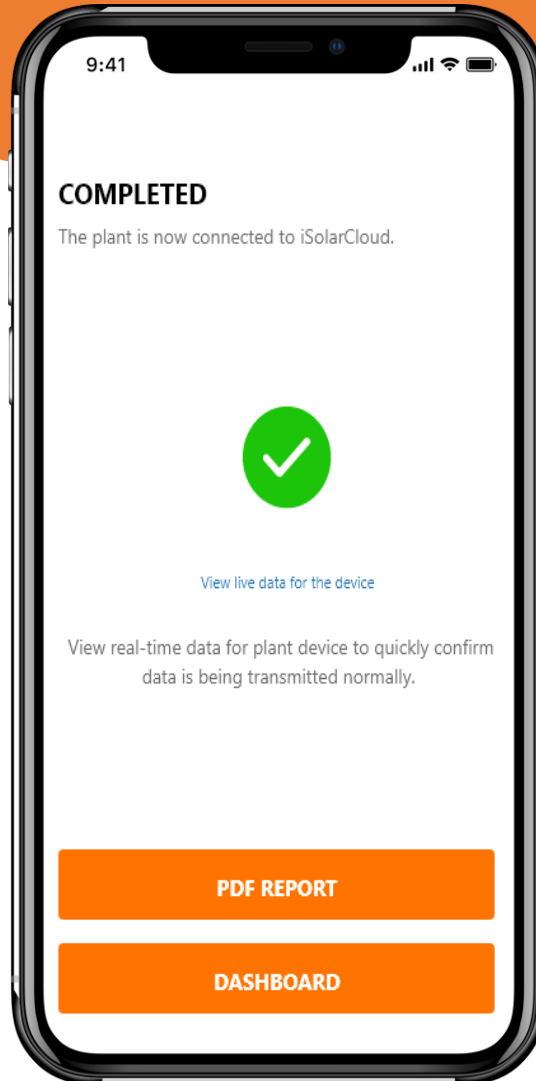 9:41
COMPLETED
The plant is now connected to iSolarCloud.
View live data for the device
View real-time data for plant device to quickly confirm
data is being transmitted normally.
PDF REPORT
DASHBOARD